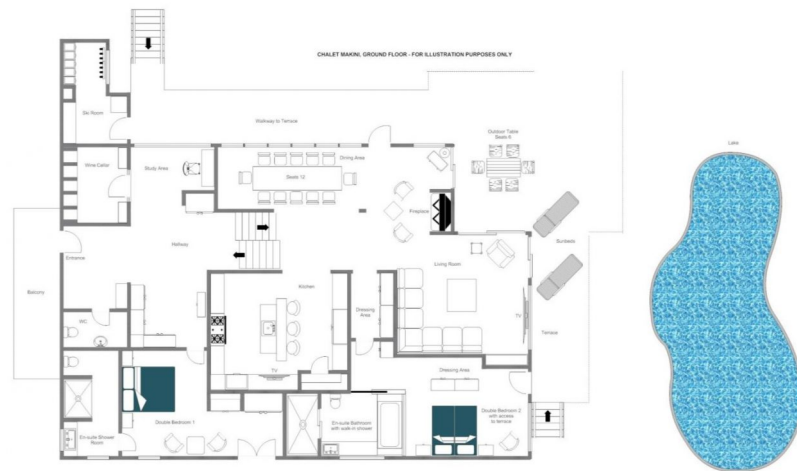 CHALET MAKINI, GROUND FLOOR - FOR ILLUSTRATION PURPOSES ONLY
Ski Room
Walkway to Terrace
Outdoor Table
Seats 6
Lake
Wine Cellar
Study Area
Dining Area
Seats 12
Fireplace
Hallway
Sunbeds
Entrance
Balcony
Living Room
Kitchen
Dressing
Area
TV
Terrace
WC
TV
Dressing Area
Double Bedroom 1
Double Bedroom 2
with access
to terrace
En-suite Shower
Room
En-suite Bathroom
with walk-in shower